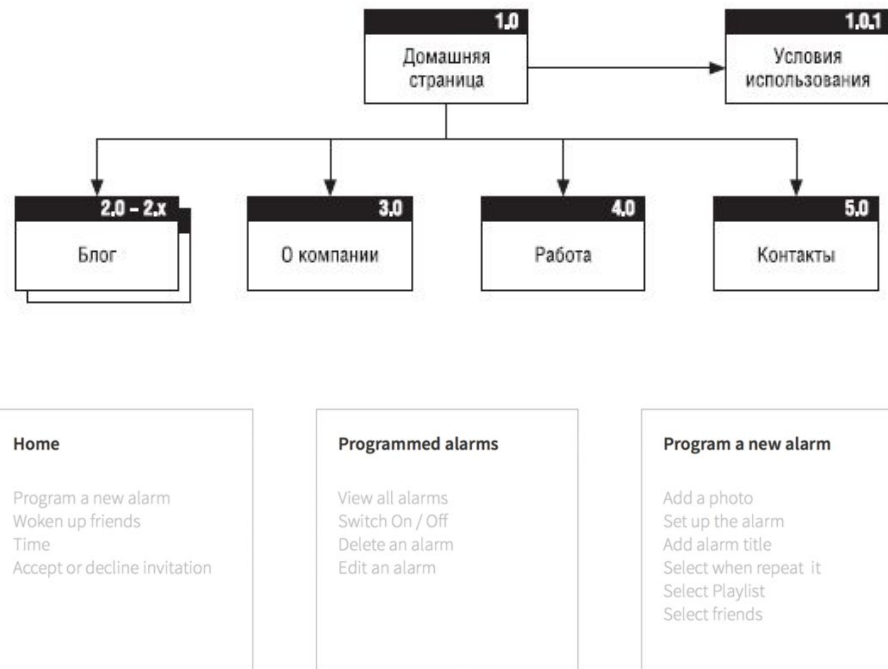 1.0
Домашняя
страница
1.0.1
Условия
использования
2.0 – 2.x
Блог
3.0
О компании
4.0
Работа
5.0
Контакты
Home
Program a new alarm
Woken up friends
Time
Accept or decline invitation
Programmed alarms
View all alarms
Switch On / Off
Delete an alarm
Edit an alarm
Program a new alarm
Add a photo
Set up the alarm
Add alarm title
Select when repeat it
Select Playlist
Select friends